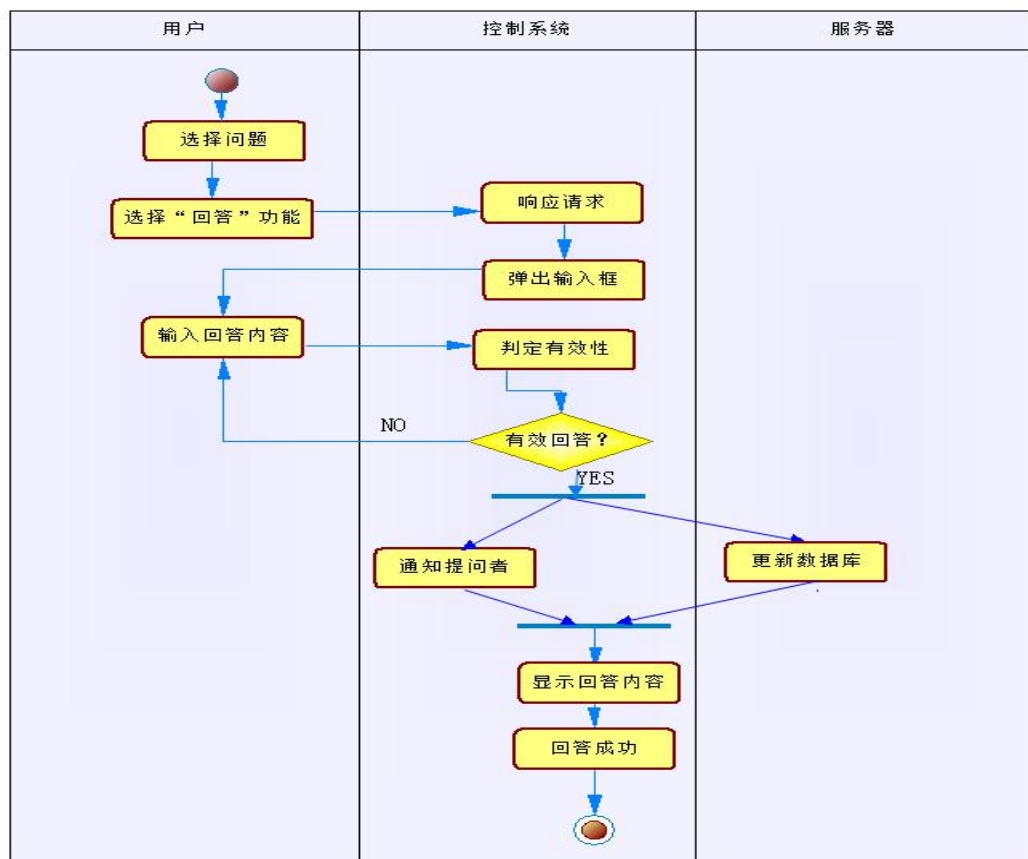 用户
控制系统
服务器
选择问题
选择“回答”功能
响应请求
弹出输入框
输入回答内容
判定有效性
NO
有效回答？
YES
通知提问者
更新数据库
显示回答内容
回答成功